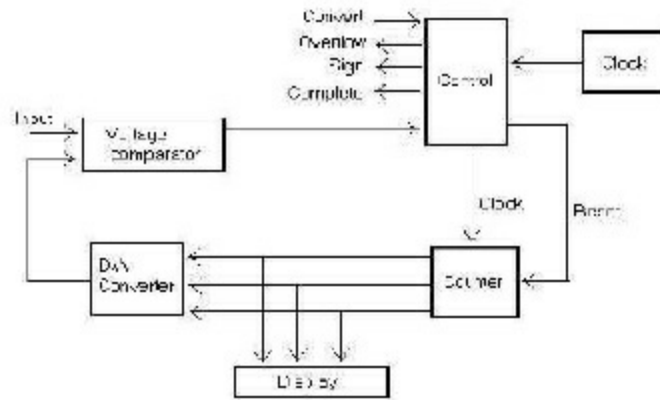 Convert
Overflow
Sign
Complete
Control
Clock
Input
Voltage
comparator
Clock
Reset
D/A
Converter
Counter
Display